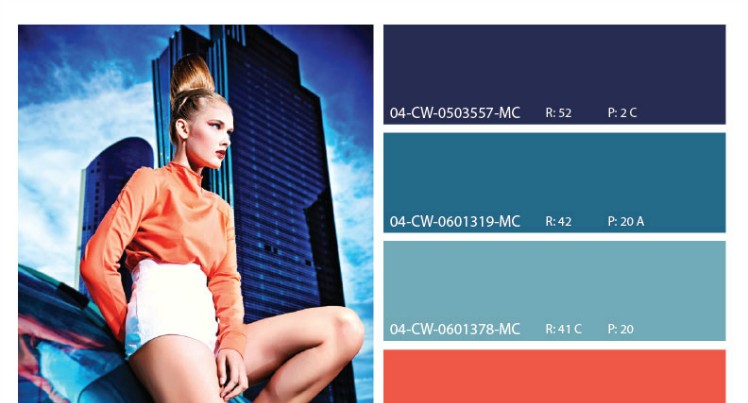 04-CW-0503557-MC R: 52 P: 2 C
04-CW-0601319-MC R: 42 P: 20 A
04-CW-0601378-MC R: 41 C P: 20